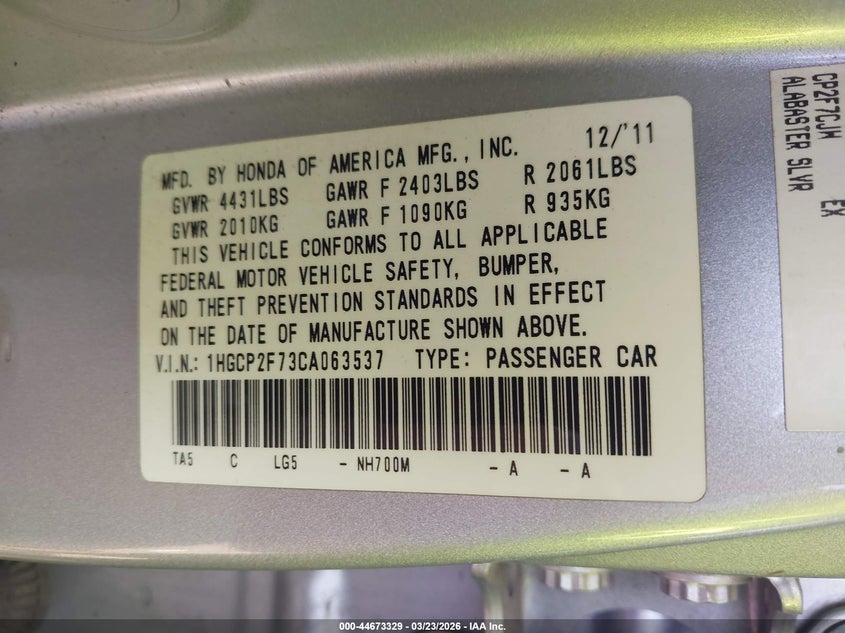 MFD. BY HONDA OF AMERICA MFG., INC. 12/'11
GVWR 4431LBS GAWR F 2403LBS R 2061LBS
GVWR 2010KG GAWR F 1090KG R 935KG
THIS VEHICLE CONFORMS TO ALL APPLICABLE
FEDERAL MOTOR VEHICLE SAFETY, BUMPER,
AND THEFT PREVENTION STANDARDS IN EFFECT
ON THE DATE OF MANUFACTURE SHOWN ABOVE.
V.I.N.: 1HGCP2F73CA063537 TYPE: PASSENGER CAR
TA5 C LG5 - NH700M - A - A
CP2F7CJW EX
ALABASTER SLVR
000-44673329 - 03/23/2026 - IAA Inc.